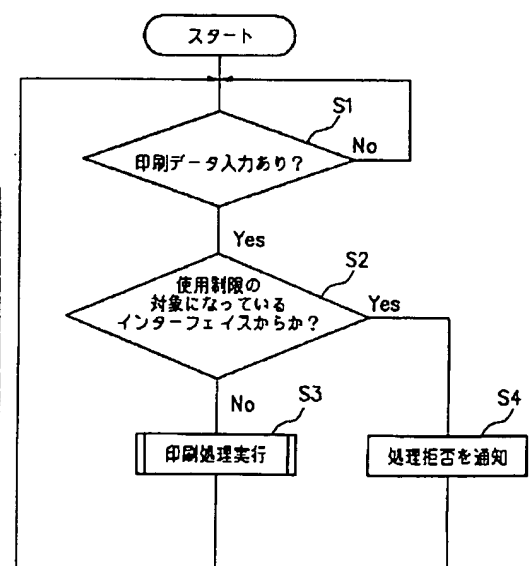 スタート
S1
印刷データ入力あり？
No
Yes
S2
使用制限の
対象になっている
インターフェイスからか？
Yes
No
S3
印刷処理実行
S4
処理拒否を通知